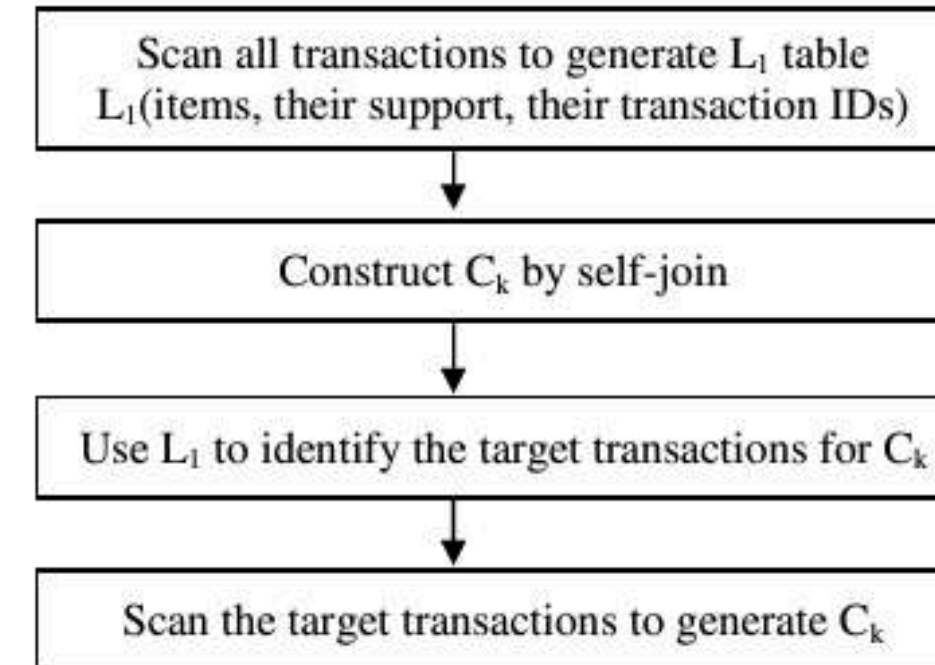 Scan all transactions to generate L₁ table
L₁(items, their support, their transaction IDs)
Construct Cₖ by self-join
Use L₁ to identify the target transactions for Cₖ
Scan the target transactions to generate Cₖ